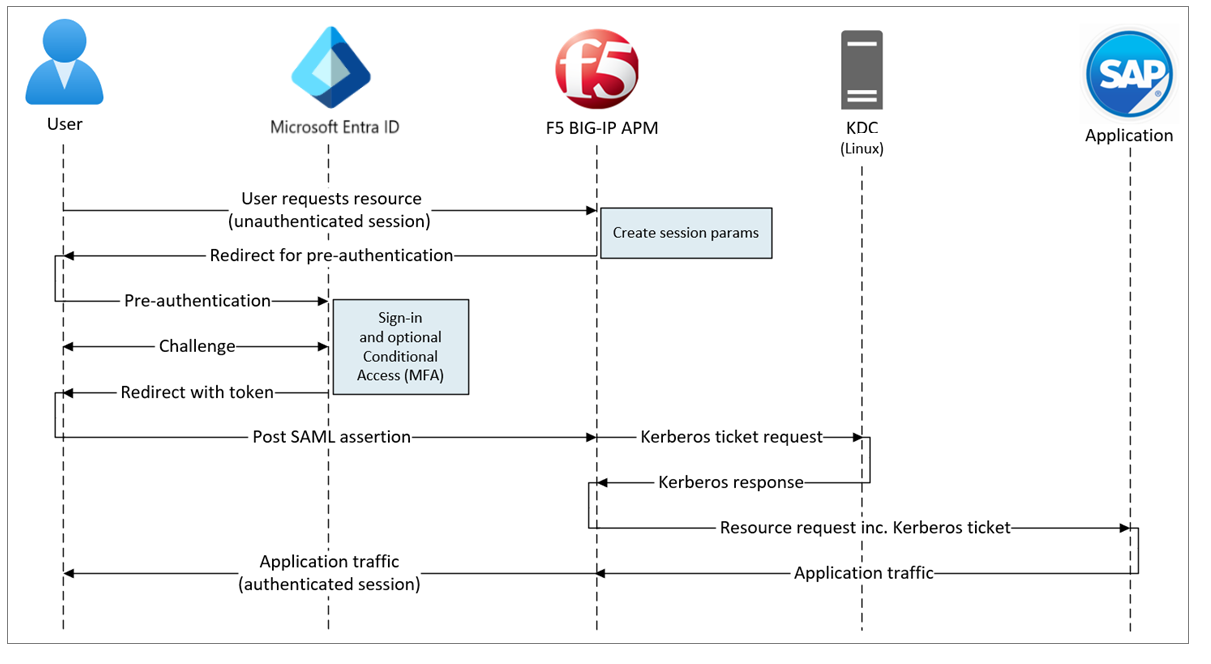 f5
SAP
®
User
Microsoft Entra ID
F5 BIG-IP APM
KDC
(Linux)
Application
User requests resource
(unauthenticated session)
Create session params
Redirect for pre-authentication
Pre-authentication
Sign-in
and optional
Conditional
Access (MFA)
Challenge
Redirect with token
Post SAML assertion
Kerberos ticket request
Kerberos response
Resource request inc. Kerberos ticket
Application traffic
(authenticated session)
Application traffic